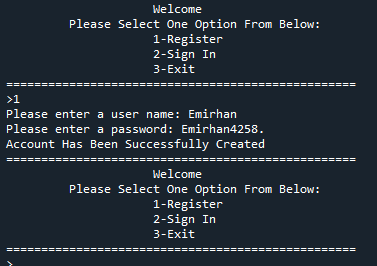 Welcome
Please Select One Option From Below:
1-Register
2-Sign In
3-Exit
==================================================
>1
Please enter a user name: Emirhan
Please enter a password: Emirhan4258.
Account Has Been Successfully Created
==================================================
Welcome
Please Select One Option From Below:
1-Register
2-Sign In
3-Exit
==================================================
>